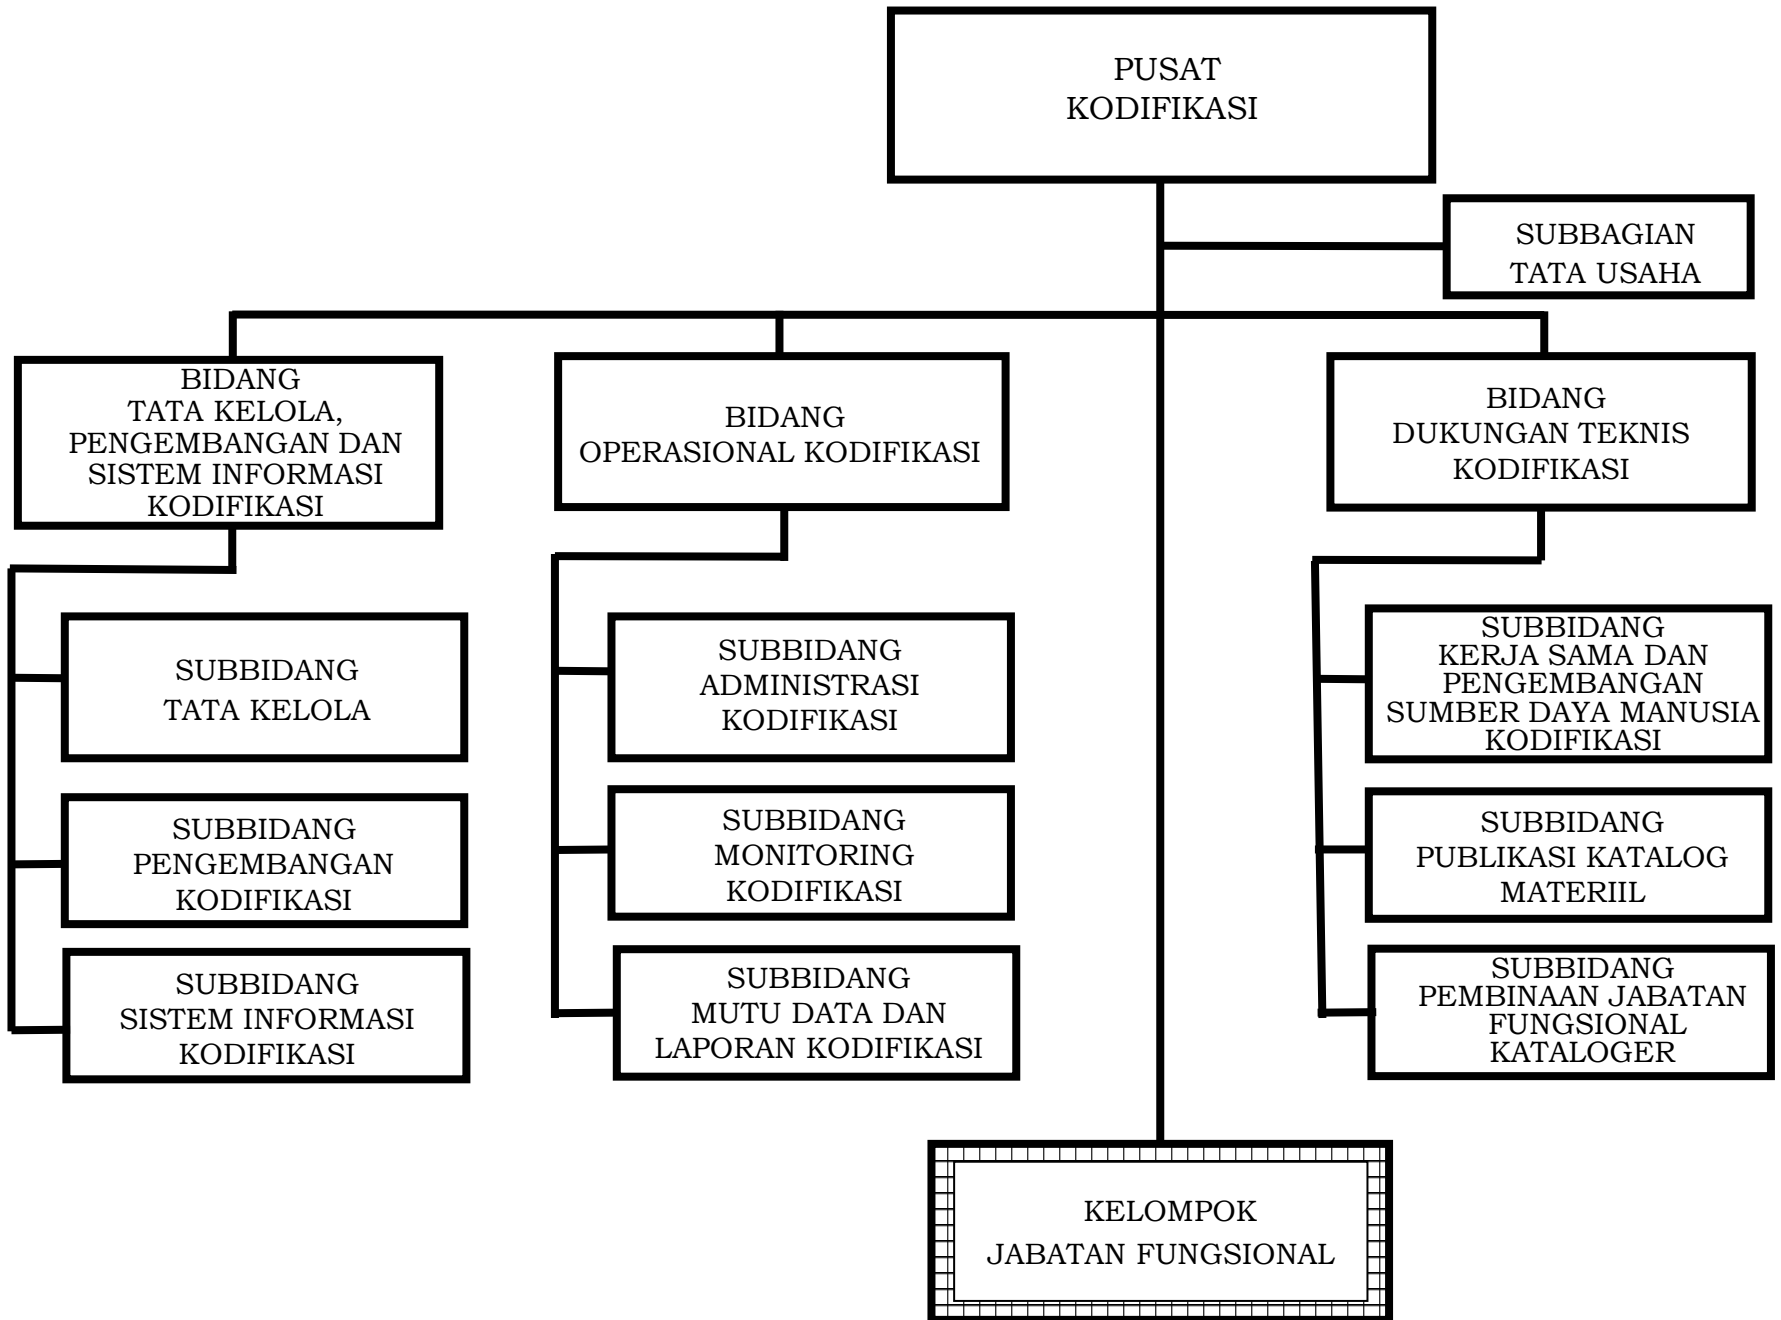 PUSAT
KODIFIKASI
SUBBAGIAN
TATA USAHA
BIDANG
TATA KELOLA,
PENGEMBANGAN DAN
SISTEM INFORMASI
KODIFIKASI
BIDANG
OPERASIONAL KODIFIKASI
BIDANG
DUKUNGAN TEKNIS
KODIFIKASI
SUBBIDANG
TATA KELOLA
SUBBIDANG
PENGEMBANGAN
KODIFIKASI
SUBBIDANG
SISTEM INFORMASI
KODIFIKASI
SUBBIDANG
ADMINISTRASI
KODIFIKASI
SUBBIDANG
MONITORING
KODIFIKASI
SUBBIDANG
MUTU DATA DAN
LAPORAN KODIFIKASI
SUBBIDANG
KERJA SAMA DAN
PENGEMBANGAN
SUMBER DAYA MANUSIA
KODIFIKASI
SUBBIDANG
PUBLIKASI KATALOG
MATERIIL
SUBBIDANG
PEMBINAAN JABATAN
FUNGSIONAL
KATALOGER
KELOMPOK
JABATAN FUNGSIONAL